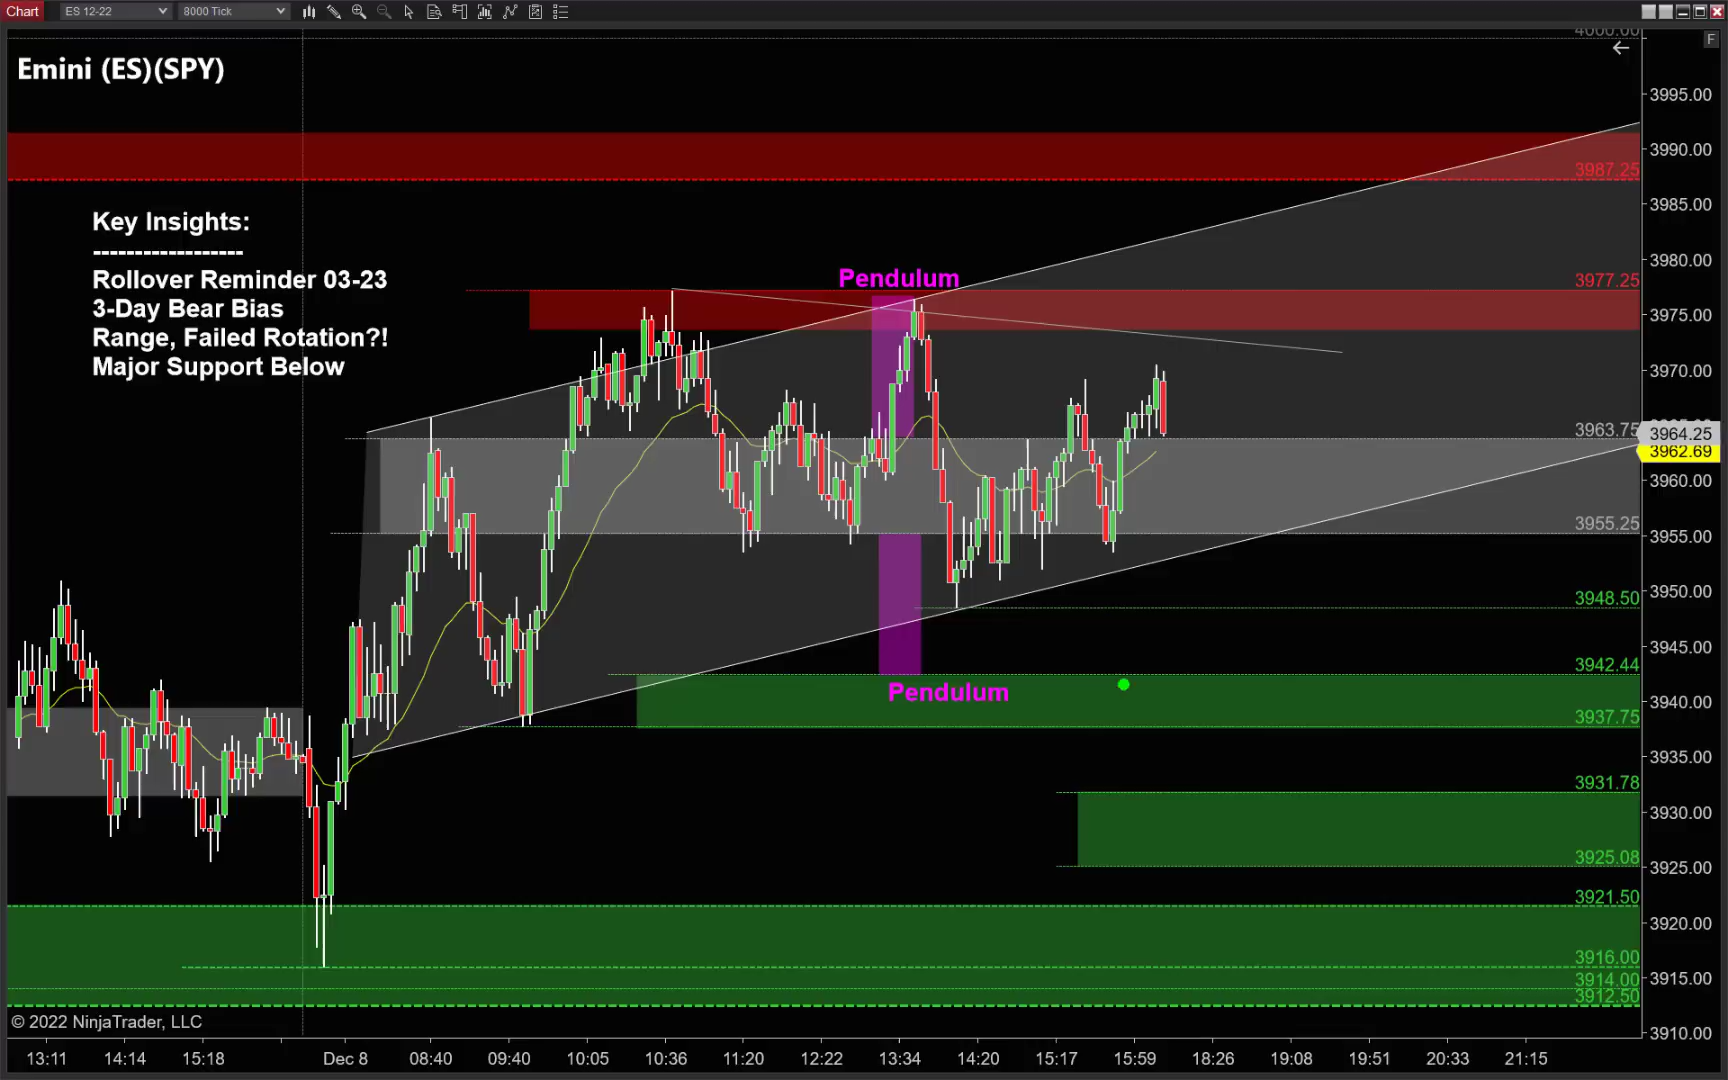 Chart
ES 12-22
8000 Tick
Emini (ES)(SPY)
4000.00
F
3995.00
3990.00
3987.25
3985.00
Key Insights:
------------------
Rollover Reminder 03-23
3-Day Bear Bias
Range, Failed Rotation?!
Major Support Below
3980.00
Pendulum
3977.25
3975.00
3970.00
3963.75
3964.25
3962.69
3960.00
3955.25
3955.00
3950.00
3948.50
3945.00
3942.44
Pendulum
3940.00
3937.75
3935.00
3931.78
3930.00
3925.08
3925.00
3921.50
3920.00
3916.00
3915.00
3914.00
3912.50
© 2022 NinjaTrader, LLC
3910.00
13:11 14:14 15:18 Dec 8 08:40 09:40 10:05 10:36 11:20 12:22 13:34 14:20 15:17 15:59 18:26 19:08 19:51 20:33 21:15